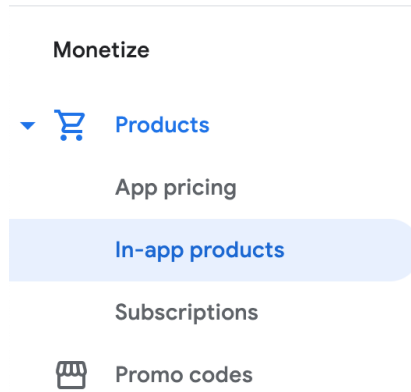 Monetize
Products
App pricing
In-app products
Subscriptions
Promo codes